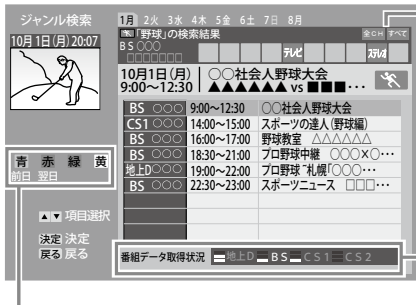 ジャンル検索
10月 1日(月)20:07
1月 2火 3水 4木 5金 6土 7日 8月
「野球」の検索結果
全CH すべて
BS○○○
□□□□□□□
テレビ
10月1日(月)
9:00~12:30
○○社会人野球大会
▲▲▲▲▲▲ vs ■■■･･･
BS ○○○ 9:00~12:30 ○○社会人野球大会
CS1○○○ 14:00~15:00 スポーツの達人(野球編)
BS ○○○ 16:00~17:00 野球教室 △△△△△△
BS ○○○ 18:30~21:00 プロ野球中継 ○○○×○･･･
地上D○○○ 19:00~22:00 プロ野球~札幌「○○○･･･
BS ○○○ 22:30~23:00 スポーツニュース □□□･･･
青 赤 緑 黄
前日 翌日
▲▼ 項目選択
決定 決定
戻る 戻る
番組データ取得状況 地上D BS CS1 CS2